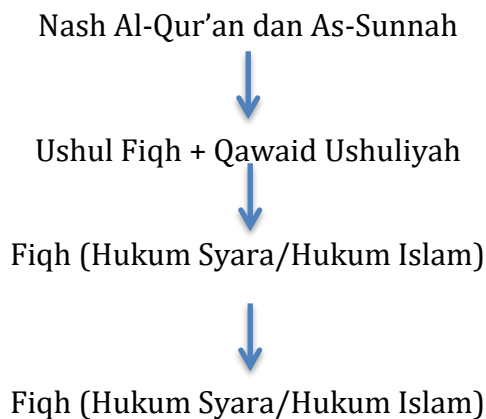 Nash Al-Qur’an dan As-Sunnah
Ushul Fiqh + Qawaid Ushuliyah
Fiqh (Hukum Syara/Hukum Islam)
Fiqh (Hukum Syara/Hukum Islam)